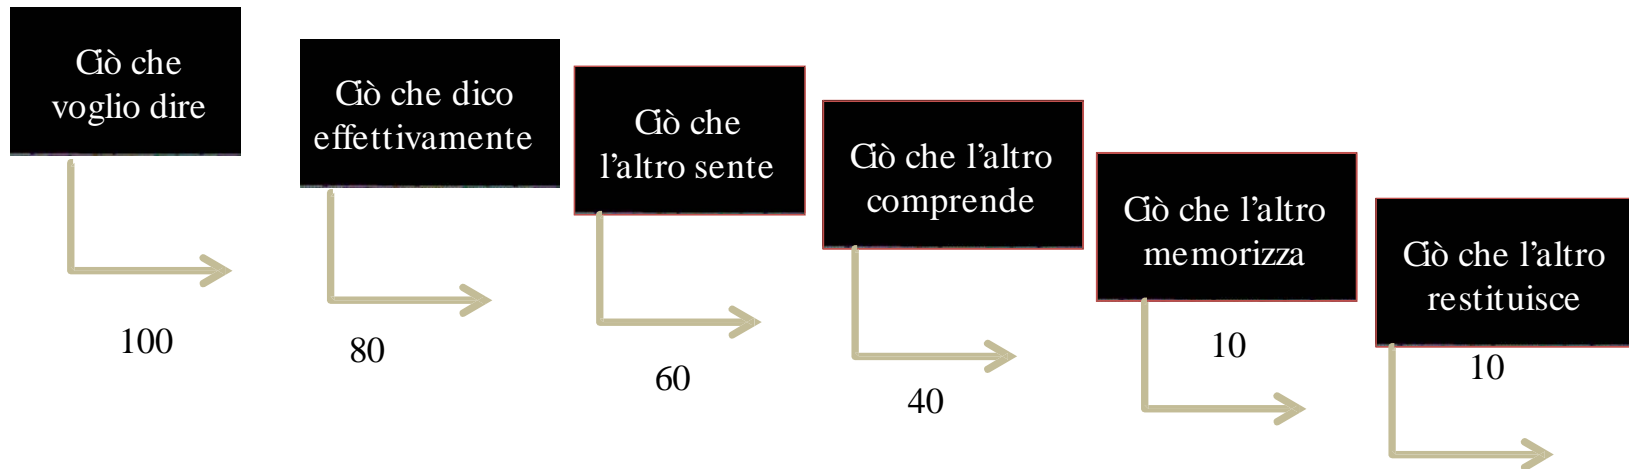 Ciò che
voglio dire
Ciò che dico
effettivamente
Ciò che
l’altro sente
Ciò che l’altro
comprende
Ciò che l’altro
memorizza
Ciò che l’altro
restituisce
100
80
60
40
10
10